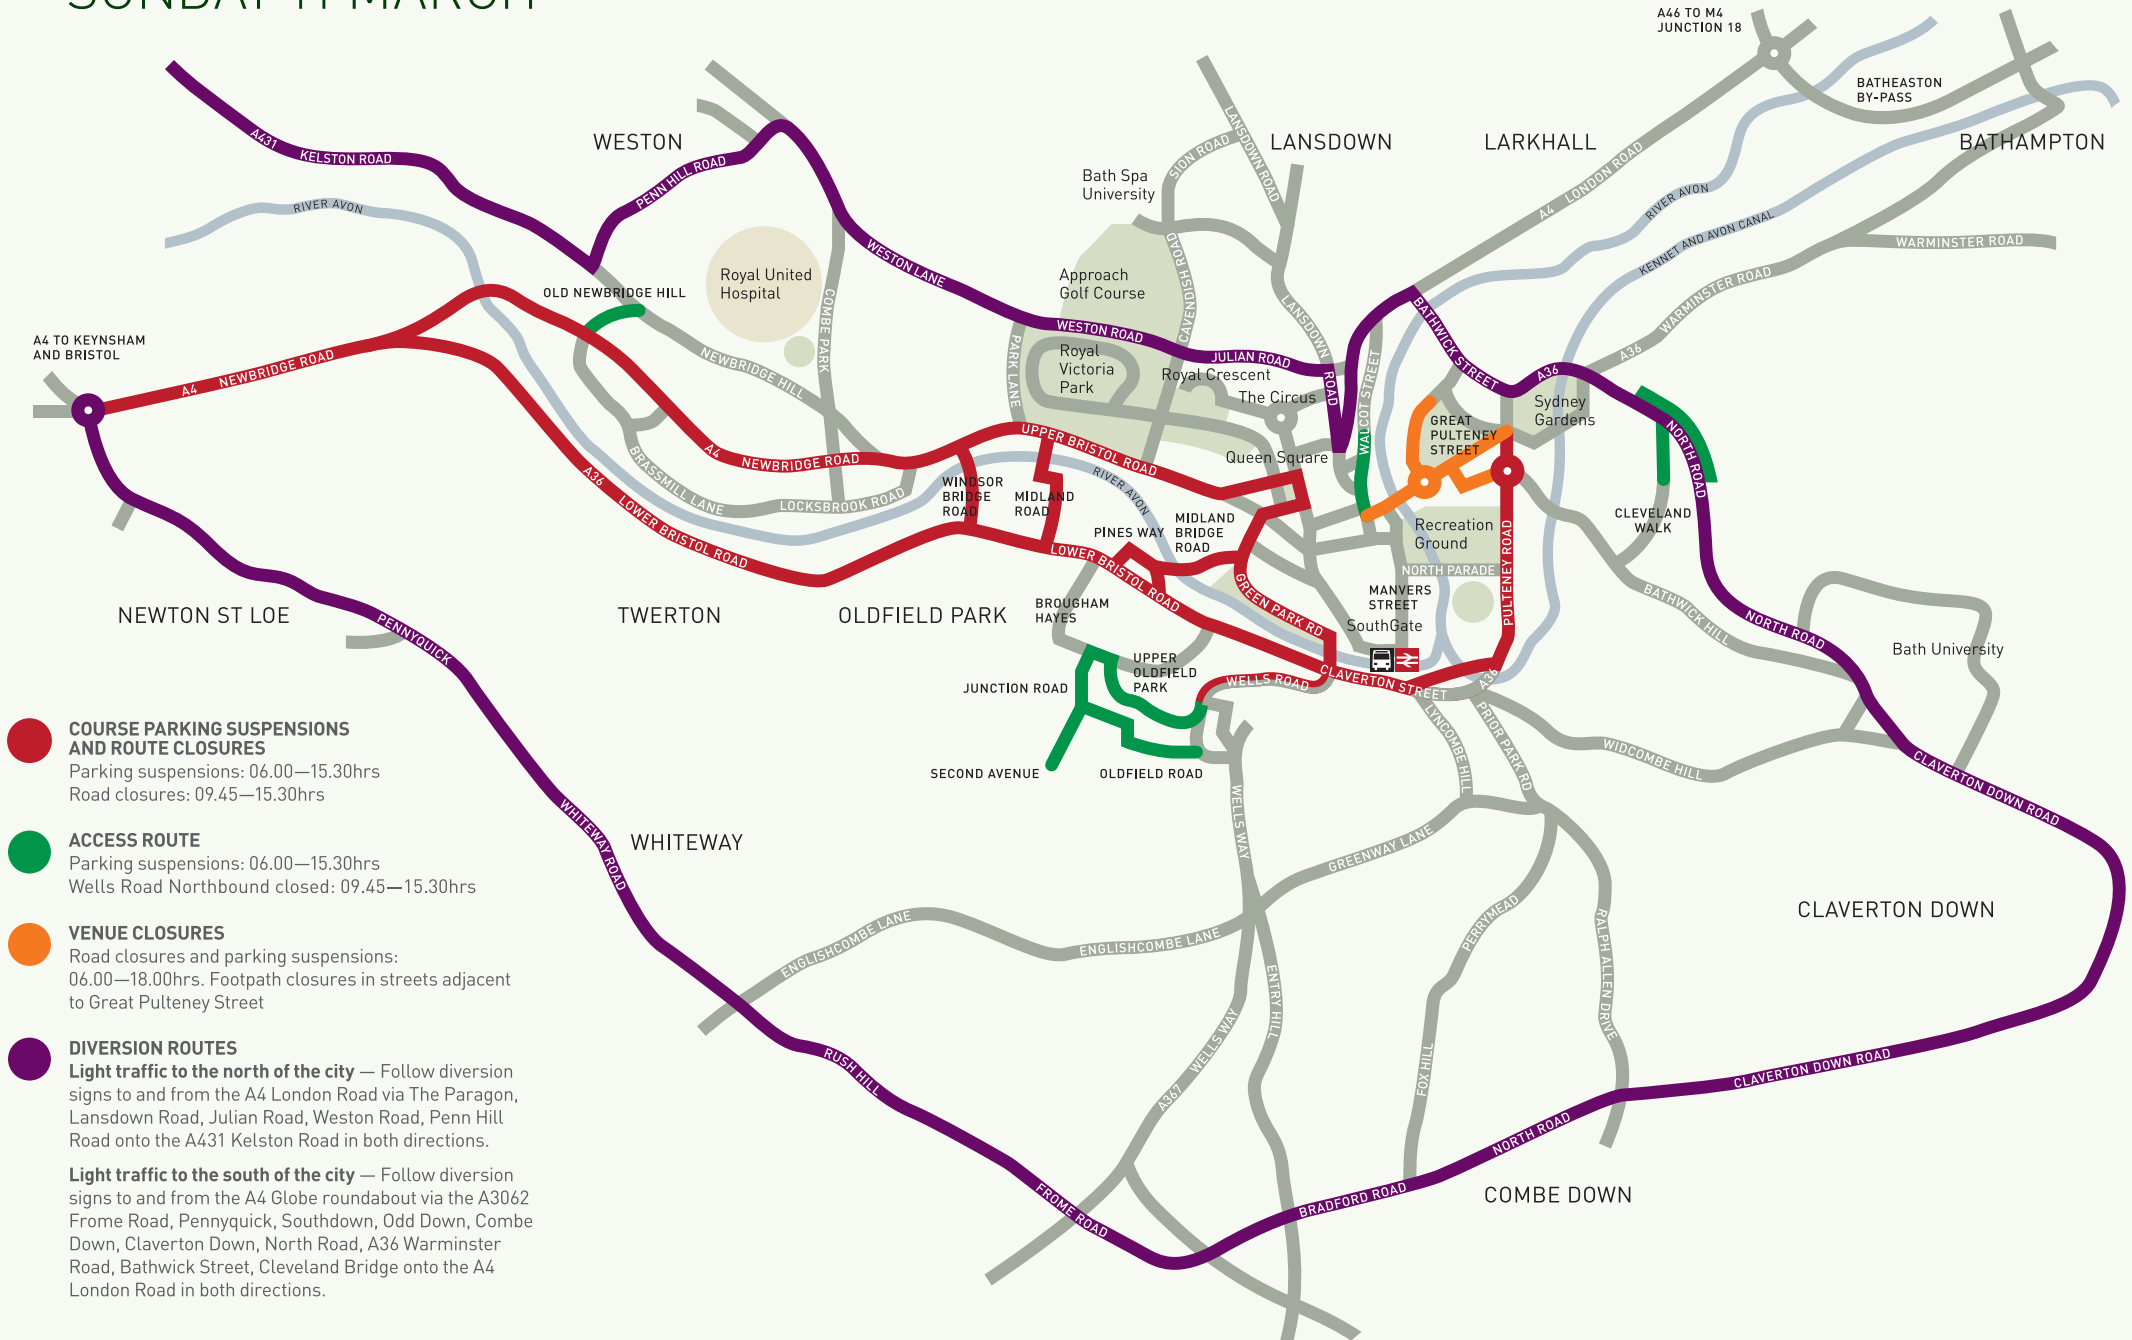 SUNDAY 11 MARCH
A46 TO M4
JUNCTION 18
BATHEASTON
BY-PASS
WESTON
LANSDOWN
LARKHALL
BATHAMPTON
A431
KELSTON ROAD
PENN HILL ROAD
RIVER AVON
LANSDOWN ROAD
SION ROAD
Bath Spa
University
A4
LONDON ROAD
RIVER AVON
KENNET AND AVON CANAL
WARMINSTER ROAD
WARMINSTER ROAD
A36
WESTON LANE
Royal United
Hospital
OLD NEWBRIDGE HILL
COMBE PARK
Approach
Golf Course
CAVENDISH ROAD
LANSDOWN
ROAD
WESTON ROAD
JULIAN ROAD
BATHWICK STREET
A36
A4 TO KEYNSHAM
AND BRISTOL
A4
NEWBRIDGE ROAD
NEWBRIDGE HILL
PARK LANE
Royal
Victoria
Park
Royal Crescent
The Circus
WALCOT STREET
Sydney
Gardens
GREAT
PULTENEY
STREET
NORTH ROAD
A4
NEWBRIDGE ROAD
UPPER BRISTOL ROAD
Queen Square
A36
BRASSMILL LANE
LOCKSBROOK ROAD
WINDSOR
BRIDGE
ROAD
MIDLAND
ROAD
RIVER AVON
LOWER BRISTOL ROAD
PINES WAY
MIDLAND
BRIDGE
ROAD
LOWER BRISTOL ROAD
Recreation
Ground
NORTH PARADE
PULTENEY ROAD
CLEVELAND
WALK
GREEN PARK RD
MANVERS
STREET
SouthGate
BATHWICK HILL
NORTH ROAD
Bath University
NEWTON ST LOE
TWERTON
OLDFIELD PARK
BROUGHAM
HAYES
PENNYQUICK
UPPER
OLDFIELD
PARK
JUNCTION ROAD
WELLS ROAD
CLAVERTON STREET
A36
SECOND AVENUE
OLDFIELD ROAD
LYNCOMBE HILL
PRIOR PARK RD
WIDCOMBE HILL
CLAVERTON DOWN ROAD
WHITEWAY ROAD
WHITEWAY
WELLS WAY
GREENWAY LANE
ENGLISHCOMBE LANE
ENGLISHCOMBE LANE
PERRYMEAD
RALPH ALLEN DRIVE
CLAVERTON DOWN
ENTRY HILL
WELLS WAY
A367
FOX HILL
RUSH HILL
CLAVERTON DOWN ROAD
NORTH ROAD
BRADFORD ROAD
FROME ROAD
COMBE DOWN
COURSE PARKING SUSPENSIONS
AND ROUTE CLOSURES
Parking suspensions: 06.00—15.30hrs
Road closures: 09.45—15.30hrs
ACCESS ROUTE
Parking suspensions: 06.00—15.30hrs
Wells Road Northbound closed: 09.45—15.30hrs
VENUE CLOSURES
Road closures and parking suspensions:
06.00—18.00hrs. Footpath closures in streets adjacent
to Great Pulteney Street
DIVERSION ROUTES
Light traffic to the north of the city — Follow diversion
signs to and from the A4 London Road via The Paragon,
Lansdown Road, Julian Road, Weston Road, Penn Hill
Road onto the A431 Kelston Road in both directions.
Light traffic to the south of the city — Follow diversion
signs to and from the A4 Globe roundabout via the A3062
Frome Road, Pennyquick, Southdown, Odd Down, Combe
Down, Claverton Down, North Road, A36 Warminster
Road, Bathwick Street, Cleveland Bridge onto the A4
London Road in both directions.